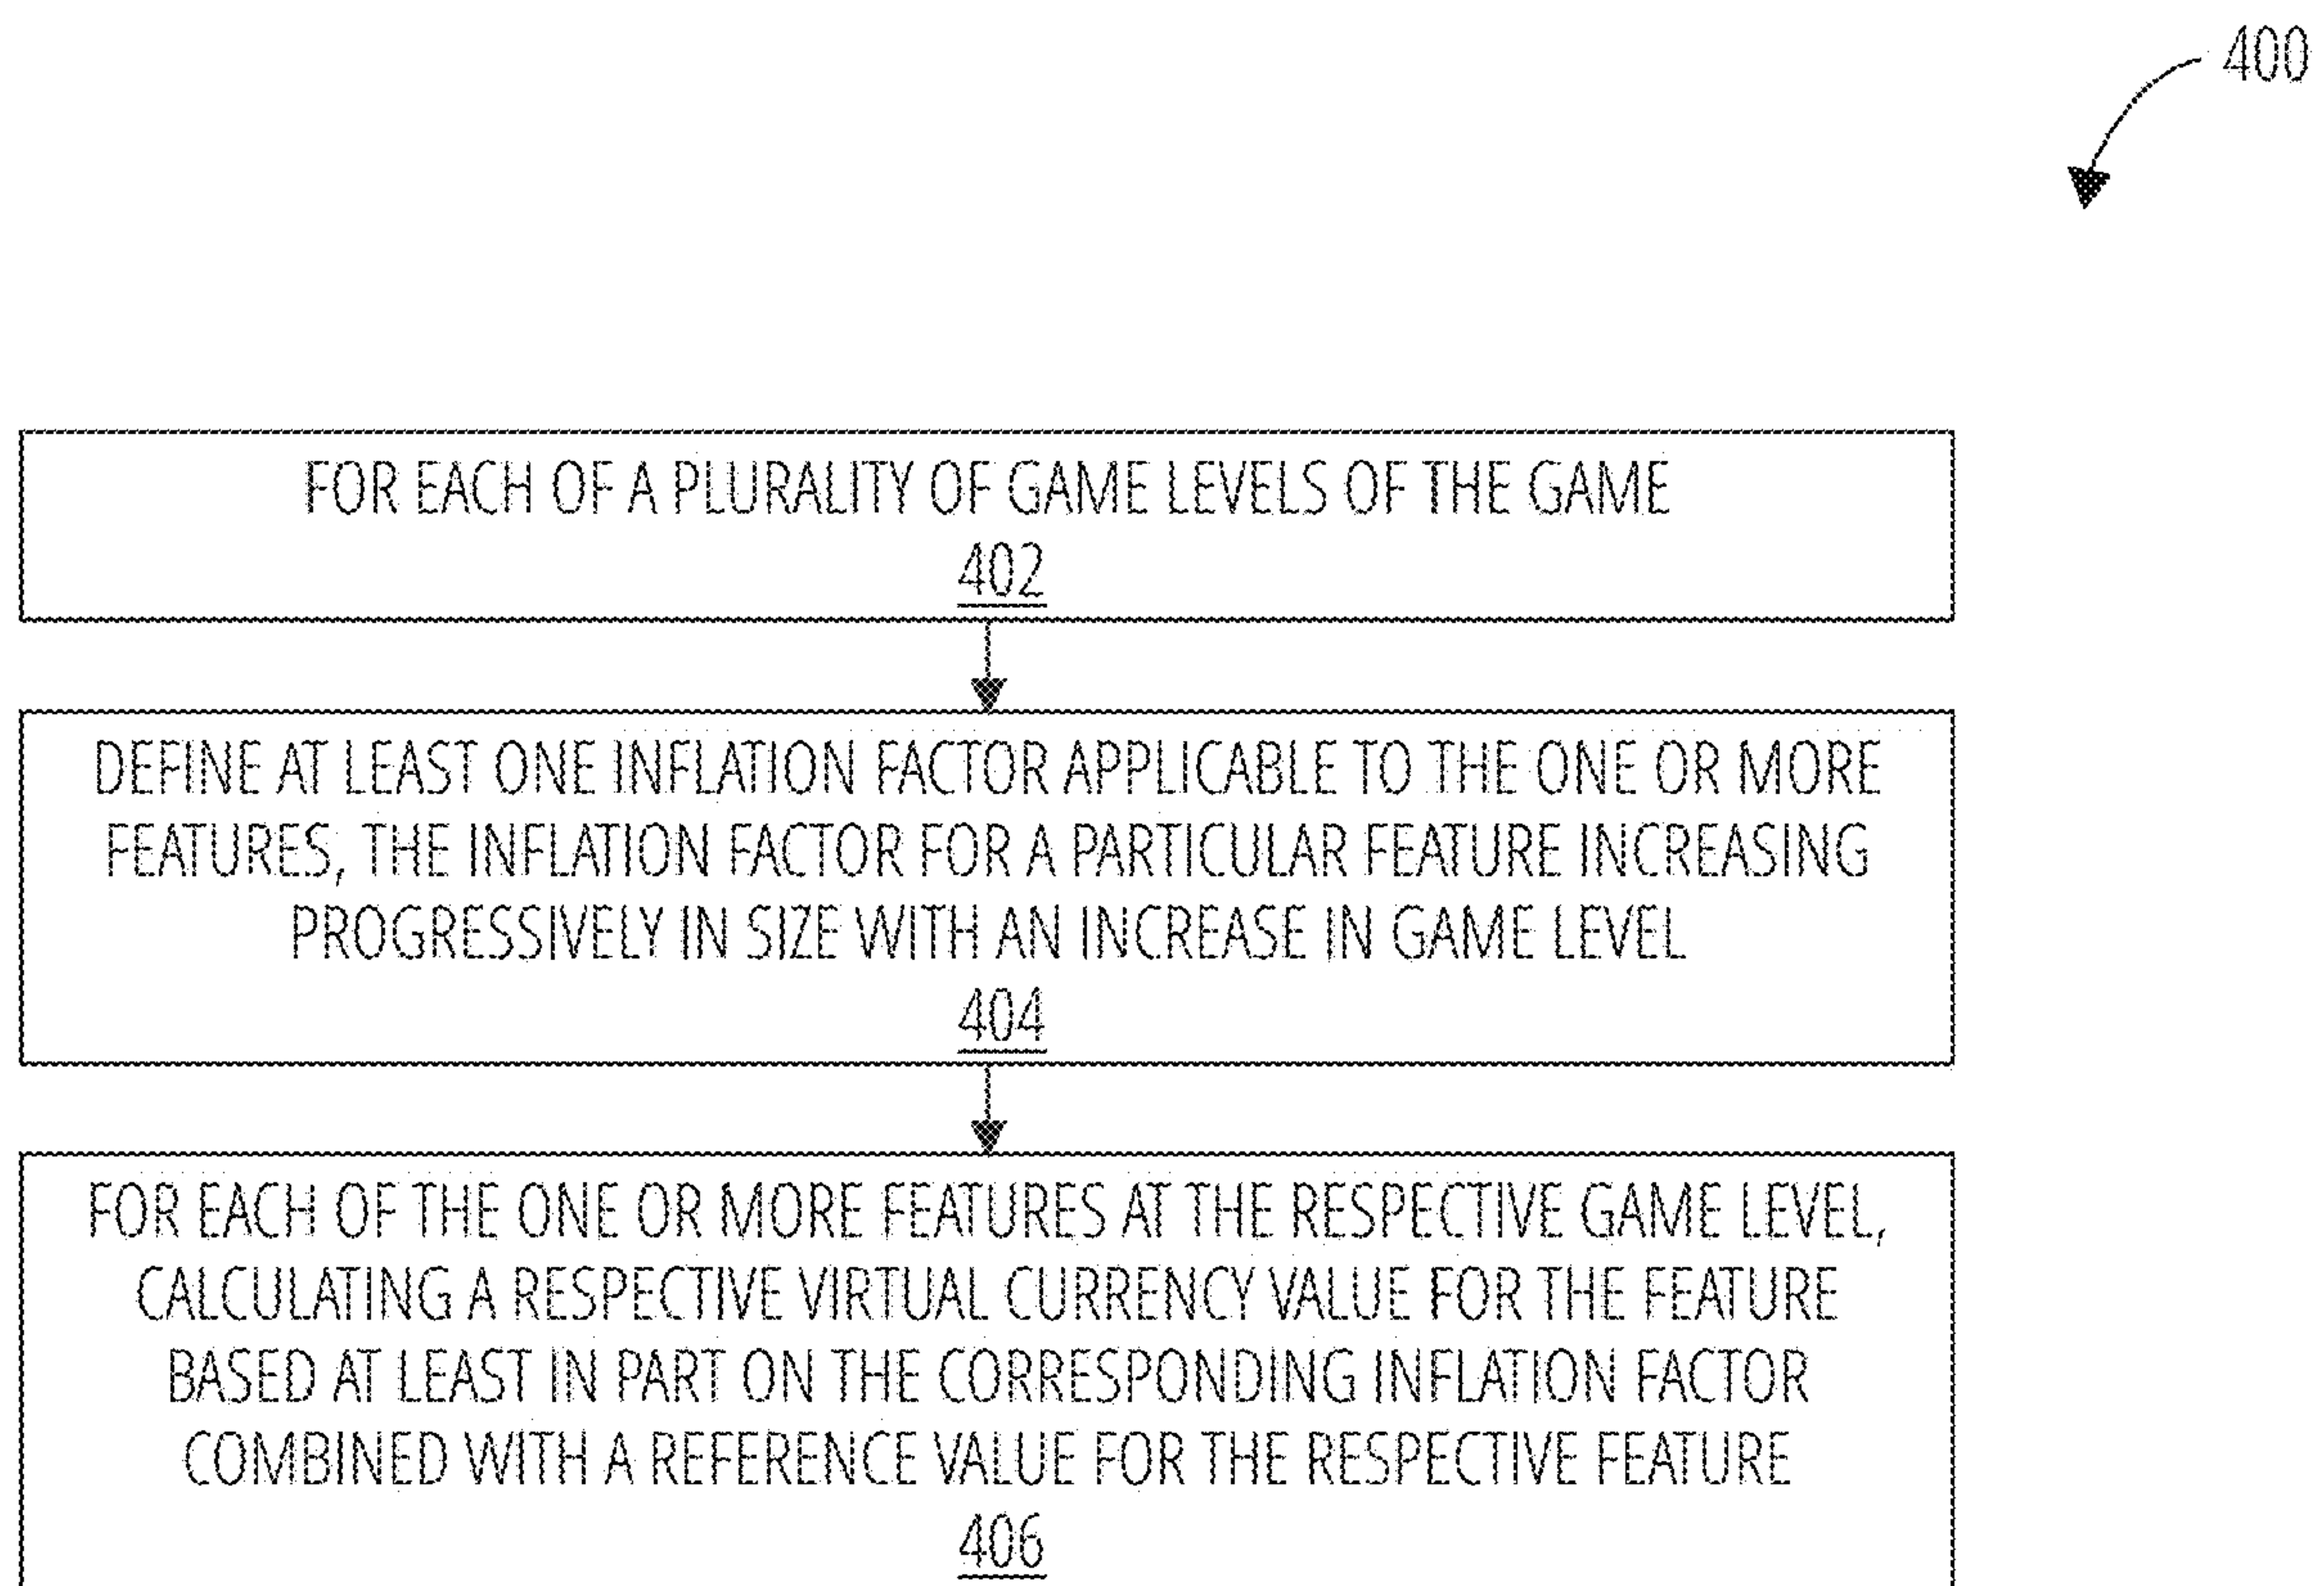 400
FOR EACH OF A PLURALITY OF GAME LEVELS OF THE GAME
402
DEFINE AT LEAST ONE INFLATION FACTOR APPLICABLE TO THE ONE OR MORE
FEATURES, THE INFLATION FACTOR FOR A PARTICULAR FEATURE INCREASING
PROGRESSIVELY IN SIZE WITH AN INCREASE IN GAME LEVEL
404
FOR EACH OF THE ONE OR MORE FEATURES AT THE RESPECTIVE GAME LEVEL,
CALCULATING A RESPECTIVE VIRTUAL CURRENCY VALUE FOR THE FEATURE
BASED AT LEAST IN PART ON THE CORRESPONDING INFLATION FACTOR
COMBINED WITH A REFERENCE VALUE FOR THE RESPECTIVE FEATURE
406